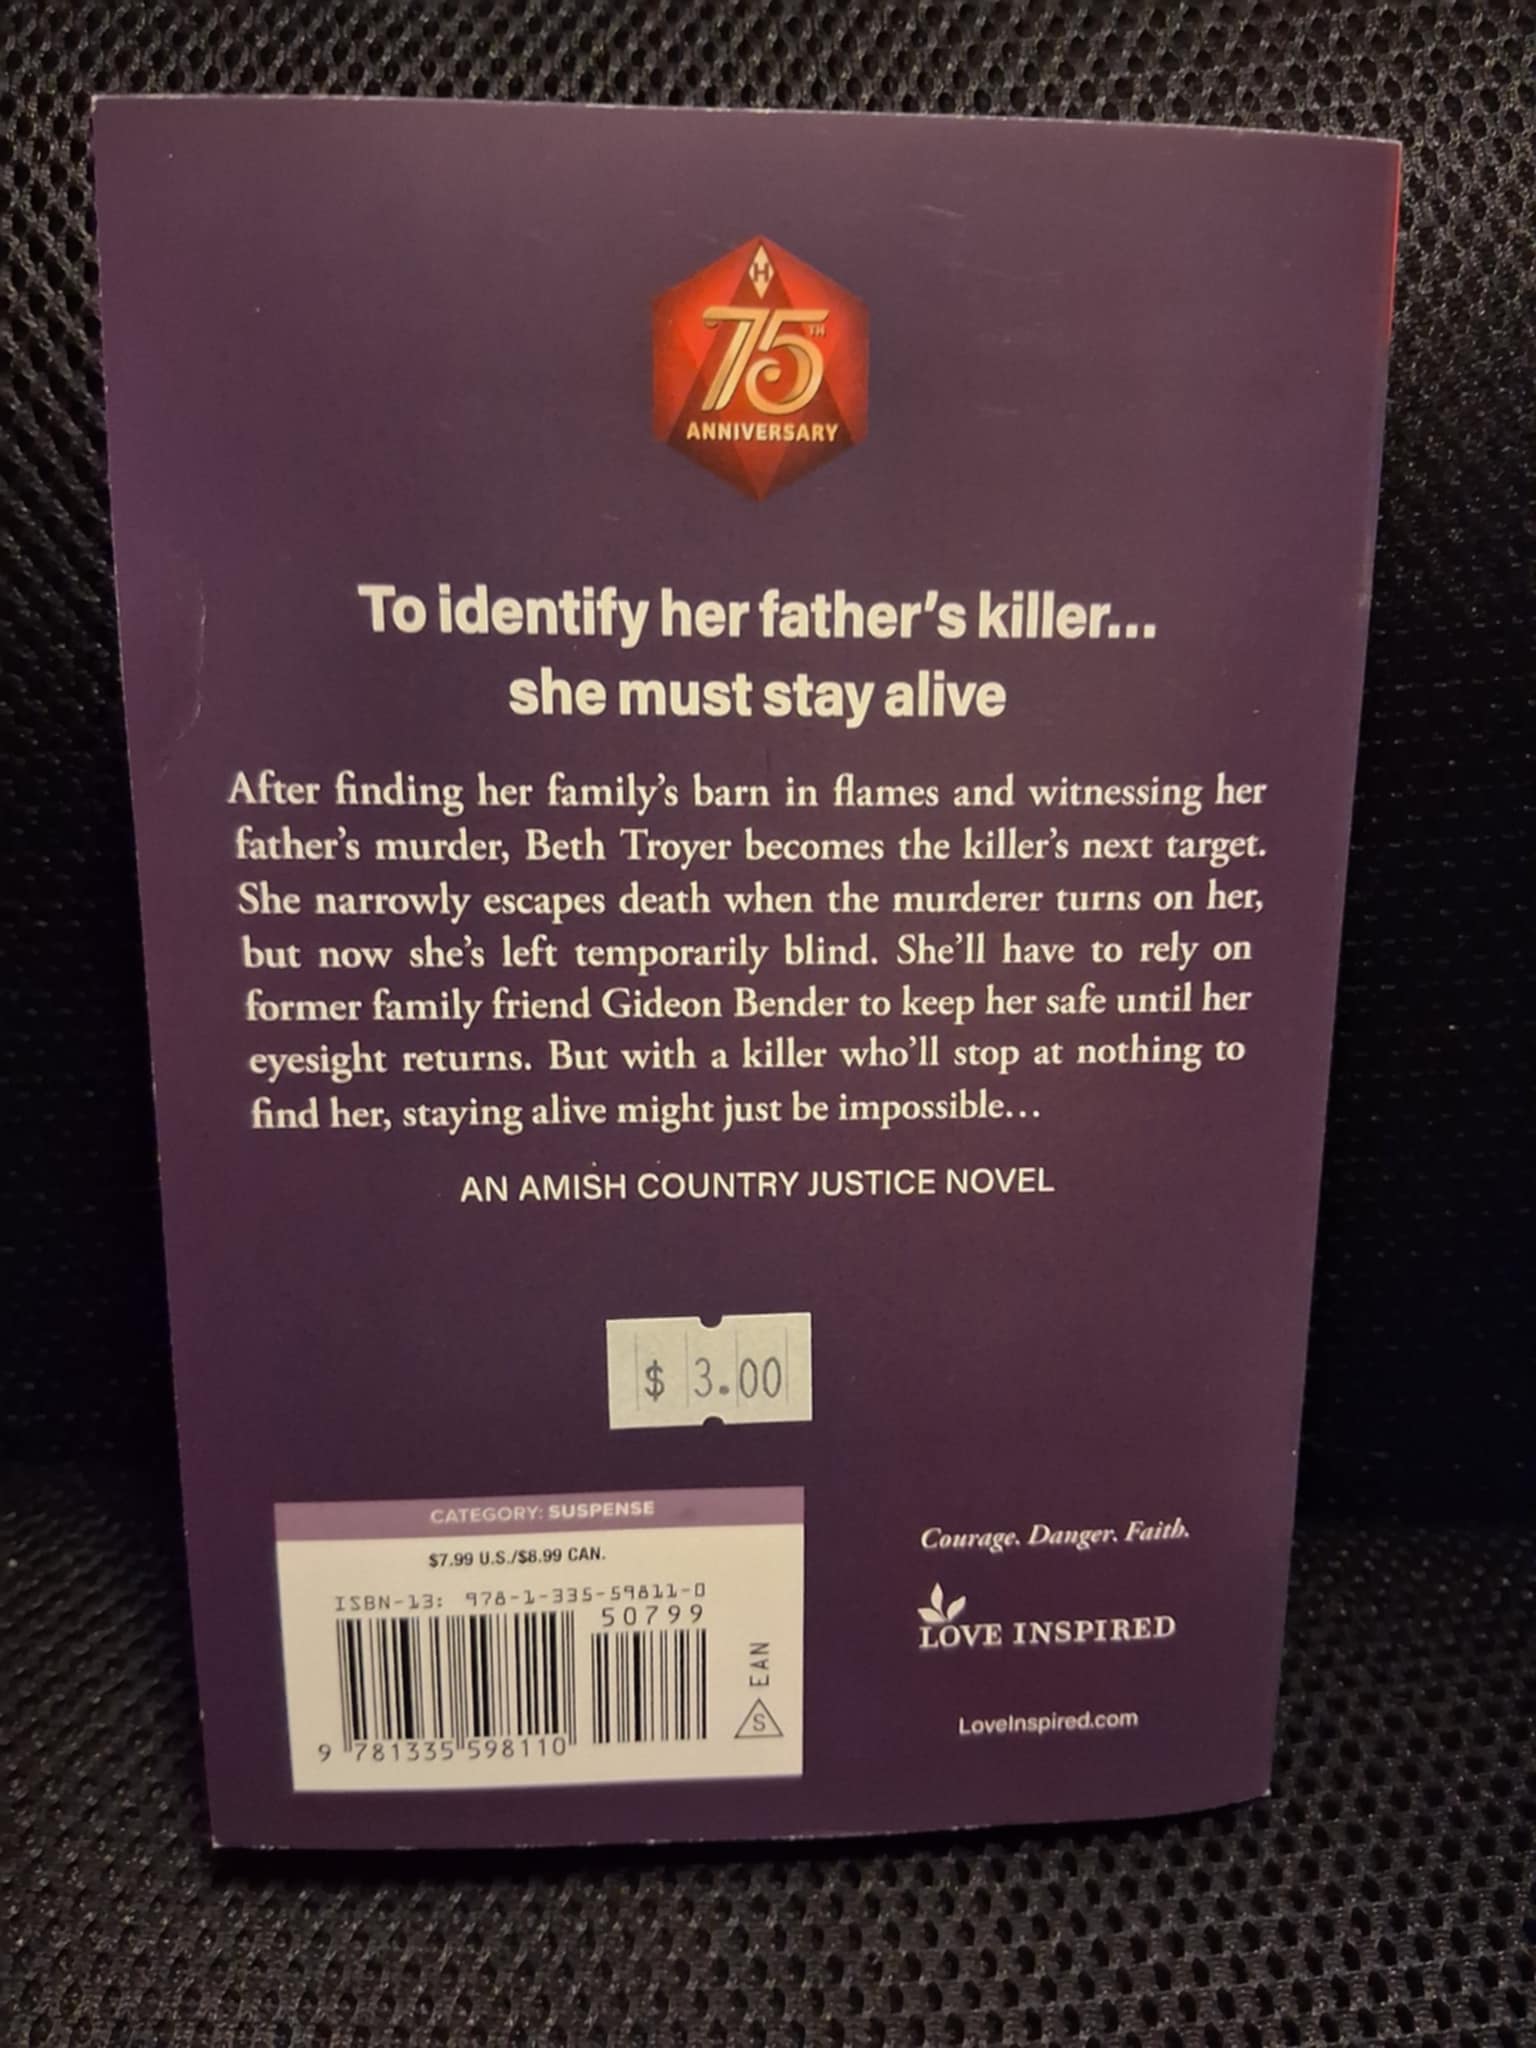 H
75TH
ANNIVERSARY
To identify her father's killer...
she must stay alive
After finding her family's barn in flames and witnessing her
father's murder, Beth Troyer becomes the killer's next target.
She narrowly escapes death when the murderer turns on her,
but now she's left temporarily blind. She'll have to rely on
former family friend Gideon Bender to keep her safe until her
eyesight returns. But with a killer who'll stop at nothing to
find her, staying alive might just be impossible...
AN AMISH COUNTRY JUSTICE NOVEL
$ 3.00
CATEGORY: SUSPENSE
$7.99 U.S./$8.99 CAN.
ISBN-13: 978-1-335-59811-0
50799
EAN
S
9 781335 598110
Courage. Danger. Faith.
LOVE INSPIRED
LoveInspired.com